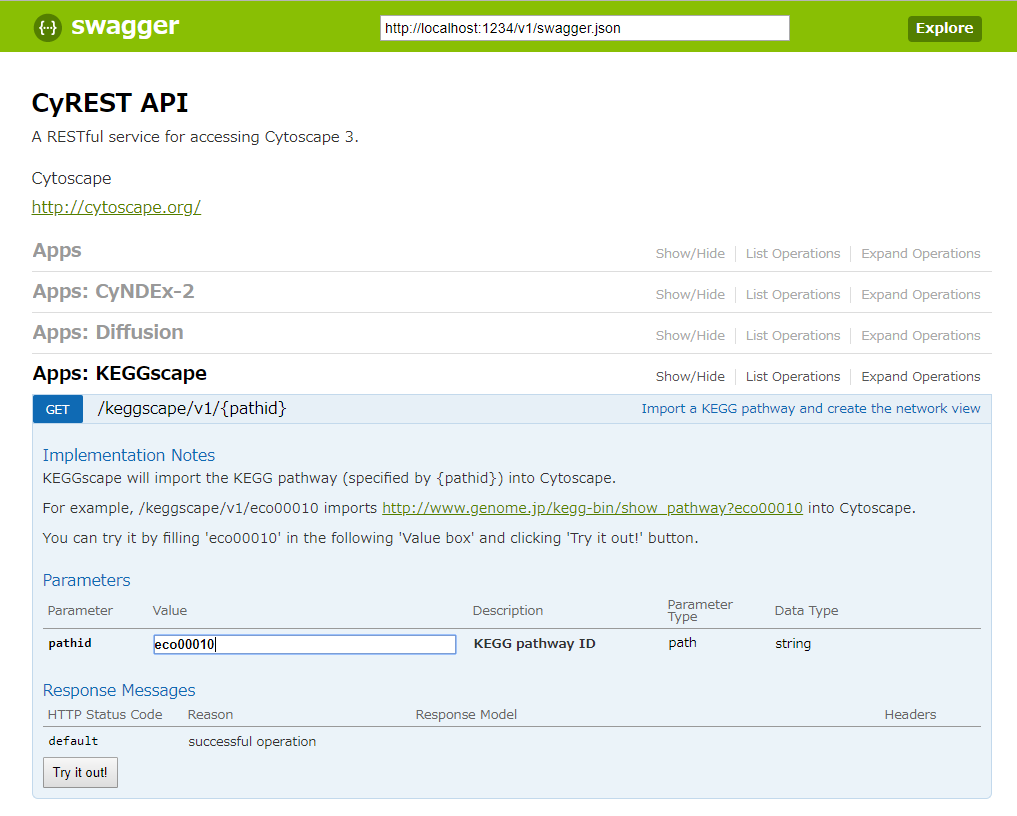 {··} swagger http://localhost:1234/v1/swagger.json Explore
CyREST API
A RESTful service for accessing Cytoscape 3.
Cytoscape
http://cytoscape.org/
Apps Show/Hide List Operations Expand Operations
Apps: CyNDEx-2 Show/Hide List Operations Expand Operations
Apps: Diffusion Show/Hide List Operations Expand Operations
Apps: KEGGscape Show/Hide List Operations Expand Operations
GET /keggscape/v1/{pathid} Import a KEGG pathway and create the network view
Implementation Notes
KEGGscape will import the KEGG pathway (specified by {pathid}) into Cytoscape.
For example, /keggscape/v1/eco00010 imports http://www.genome.jp/kegg-bin/show_pathway?eco00010 into Cytoscape.
You can try it by filling 'eco00010' in the following 'Value box' and clicking 'Try it out!' button.
Parameters
Parameter Value Description Parameter Type Data Type
pathid eco00010 KEGG pathway ID path string
Response Messages
HTTP Status Code Reason Response Model Headers
default successful operation
Try it out!